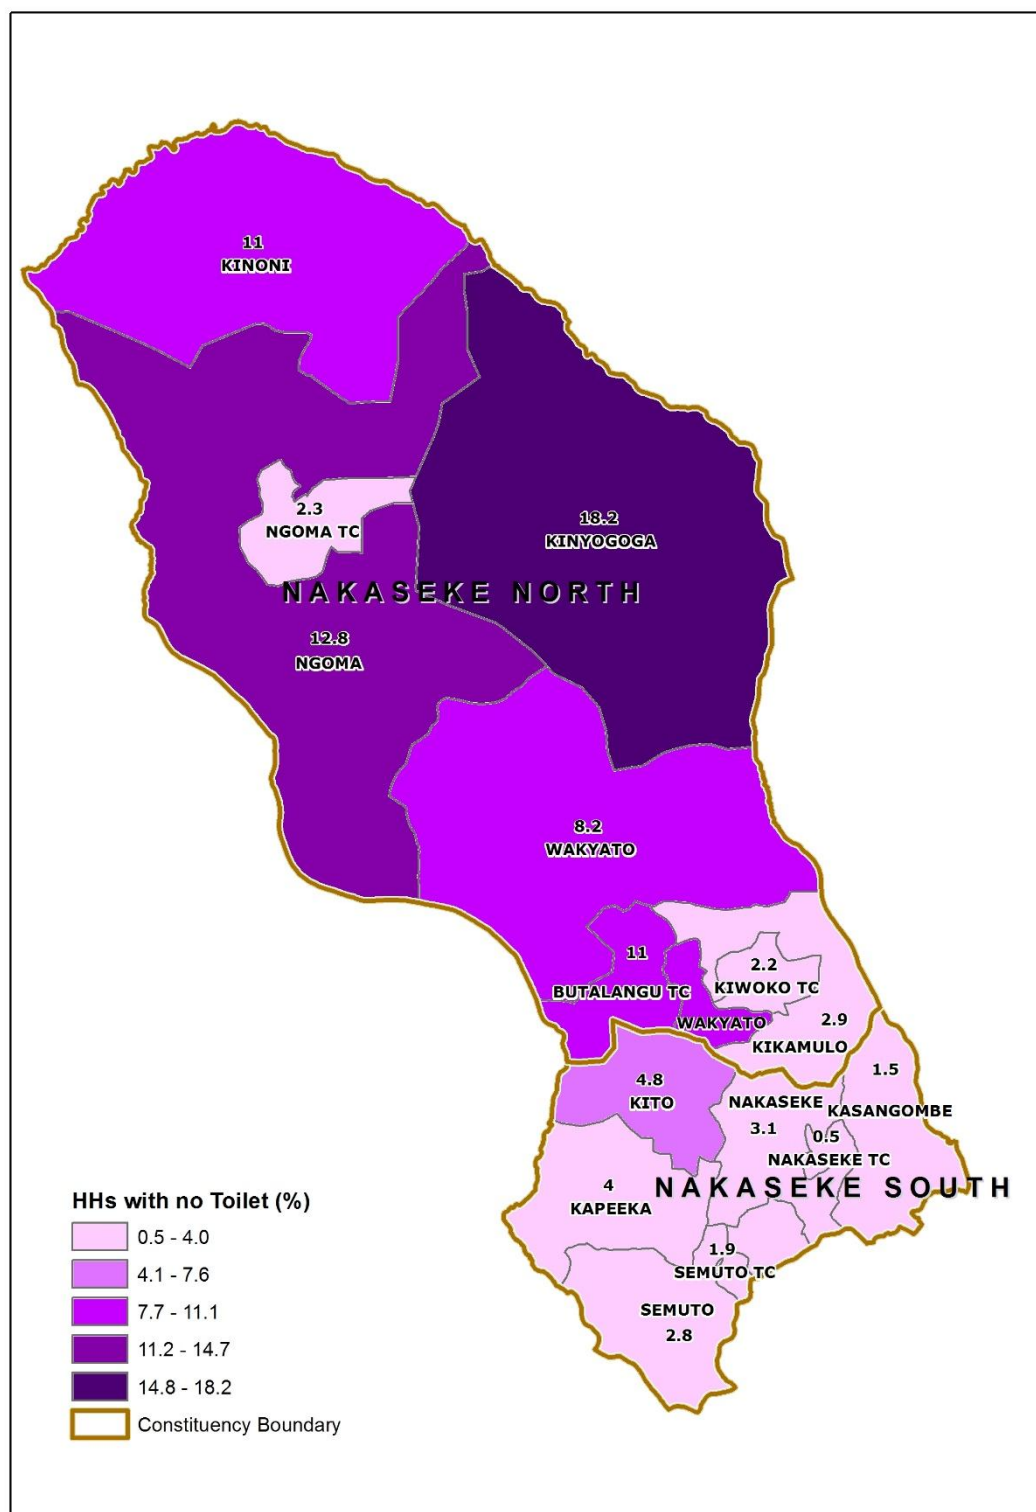 11
KINONI
2.3
NGOMA TC
18.2
KINYOGOGA
NAKASEKE NORTH
12.8
NGOMA
8.2
WAKYATO
11
BUTALANGU TC
2.2
KIWOKO TC
WAKYATO
2.9
KIKAMULO
4.8
KITO
NAKASEKE
3.1
1.5
KASANGOMBE
0.5
NAKASEKE TC
4
KAPEEKA
NAKASEKE SOUTH
1.9
SEMUTO TC
SEMUTO
2.8
HHs with no Toilet (%)
0.5 - 4.0
4.1 - 7.6
7.7 - 11.1
11.2 - 14.7
14.8 - 18.2
Constituency Boundary